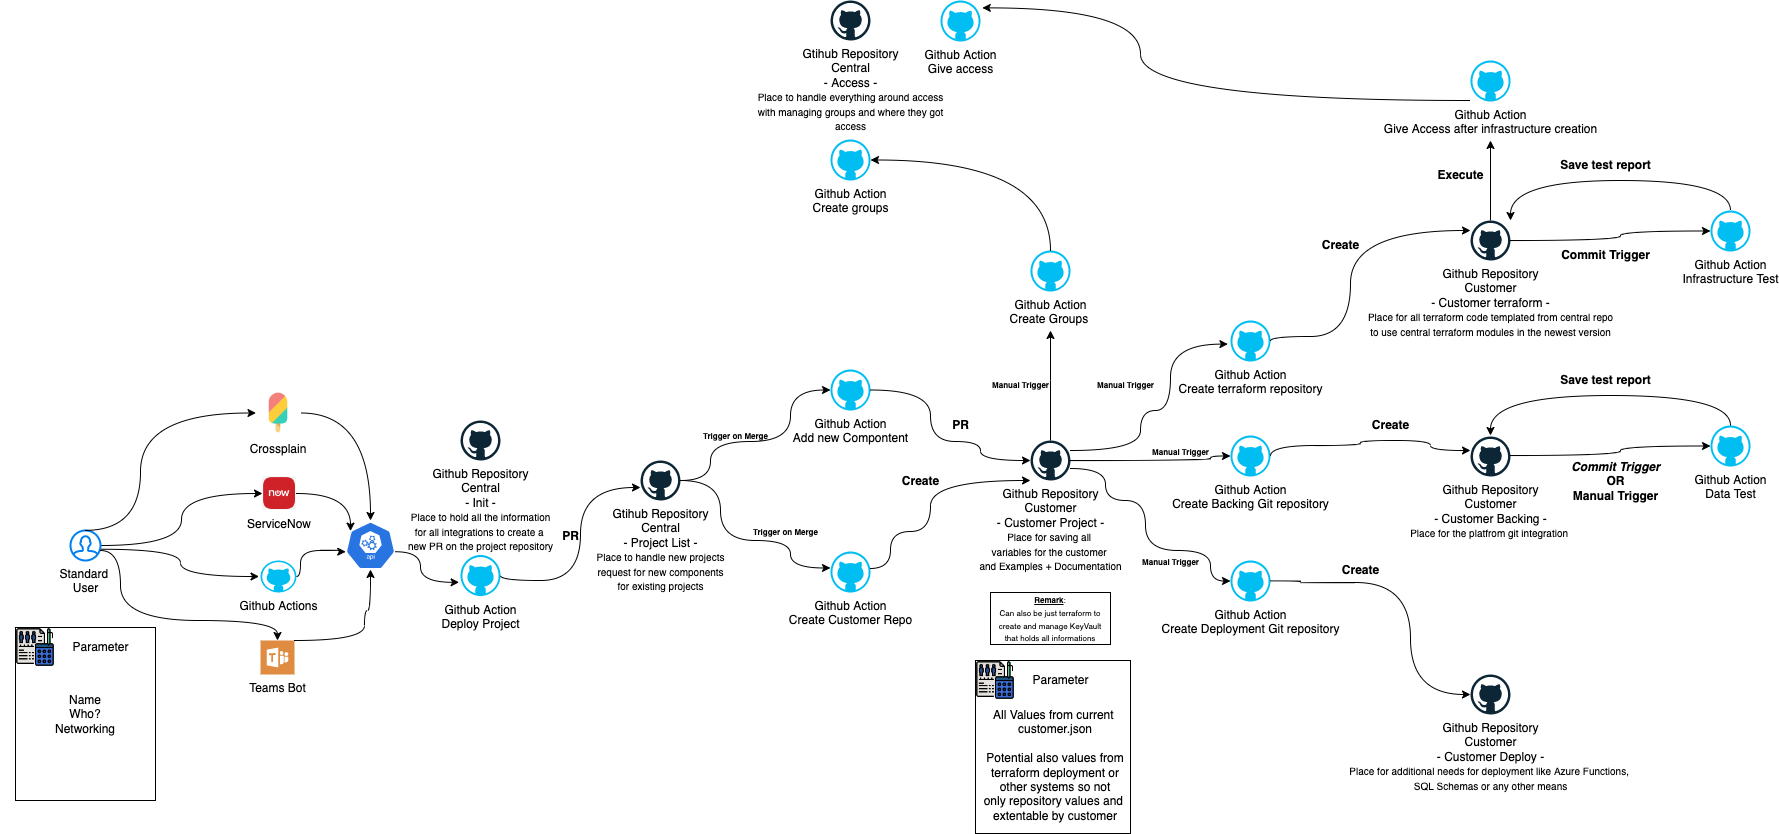 Gtihub Repository
Central
- Access -
Place to handle everything around access
with managing groups and where they got
access
Github Action
Give access
Github Action
Create groups
Github Action
Give Access after infrastructure creation
Execute
Save test report
Create
Commit Trigger
Github Repository
Customer
- Customer terraform -
Place for all terraform code templated from central repo
to use central terraform modules in the newest version
Github Action
Infrastructure Test
Github Action
Create Groups
Manual Trigger
Manual Trigger
Github Action
Create terraform repository
Crossplain
now
ServiceNow
api
Github Actions
Teams Bot
Standard
User
Parameter
Name
Who?
Networking
Github Repository
Central
- Init -
Place to hold all the information
for all integrations to create a
new PR on the project repository
Github Action
Deploy Project
PR
Gtihub Repository
Central
- Project List -
Place to handle new projects
request for new components
for existing projects
Trigger on Merge
Trigger on Merge
Github Action
Add new Compontent
PR
Create
Github Action
Create Customer Repo
Github Repository
Customer
- Customer Project -
Place for saving all
variables for the customer
and Examples + Documentation
Remark:
Can also be just terraform to
create and manage KeyVault
that holds all informations
Parameter
All Values from current
customer.json
Potential also values from
terraform deployment or
other systems so not
only repository values and
extentable by customer
Manual Trigger
Github Action
Create Backing Git repository
Create
Save test report
Commit Trigger
OR
Manual Trigger
Github Repository
Customer
- Customer Backing -
Place for the platfrom git integration
Github Action
Data Test
Manual Trigger
Github Action
Create Deployment Git repository
Create
Github Repository
Customer
- Customer Deploy -
Place for additional needs for deployment like Azure Functions,
SQL Schemas or any other means